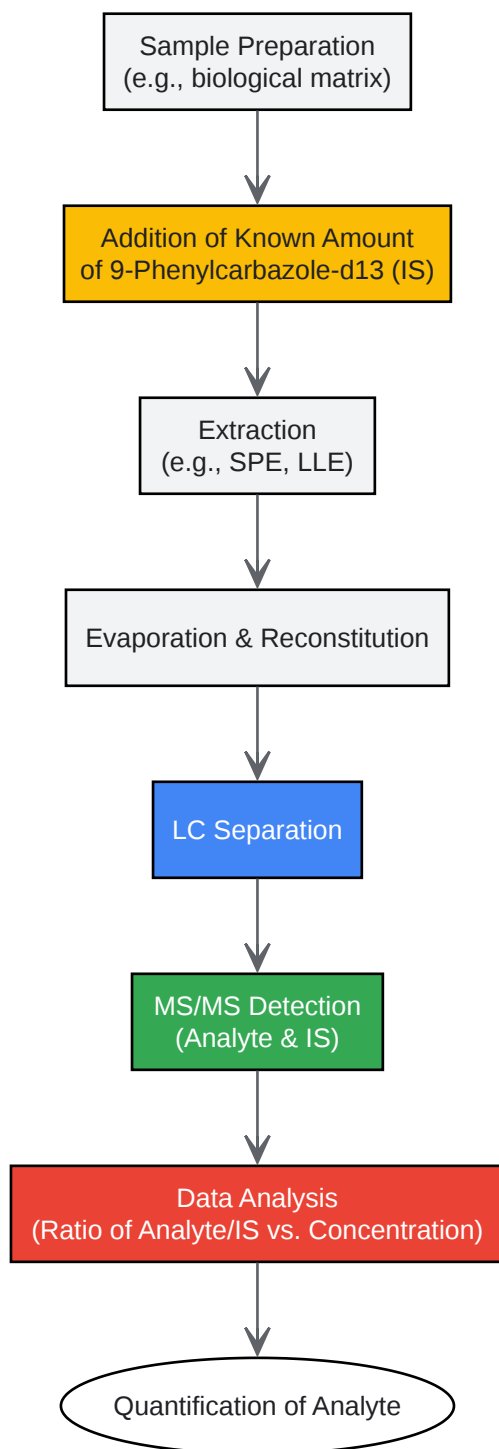 Sample Preparation
(e.g., biological matrix)
Addition of Known Amount
of 9-Phenylcarbazole-d13 (IS)
Extraction
(e.g., SPE, LLE)
Evaporation & Reconstitution
LC Separation
MS/MS Detection
(Analyte & IS)
Data Analysis
(Ratio of Analyte/IS vs. Concentration)
Quantification of Analyte